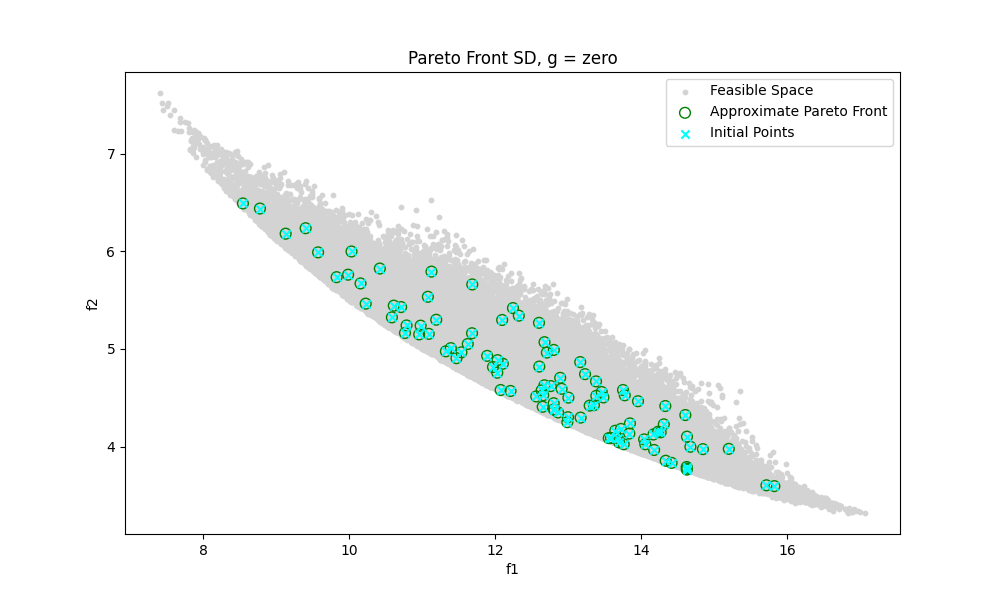 Pareto Front SD, g = zero
Feasible Space
Approximate Pareto Front
Initial Points
f2
7
6
5
4
8 10 12 14 16
f1